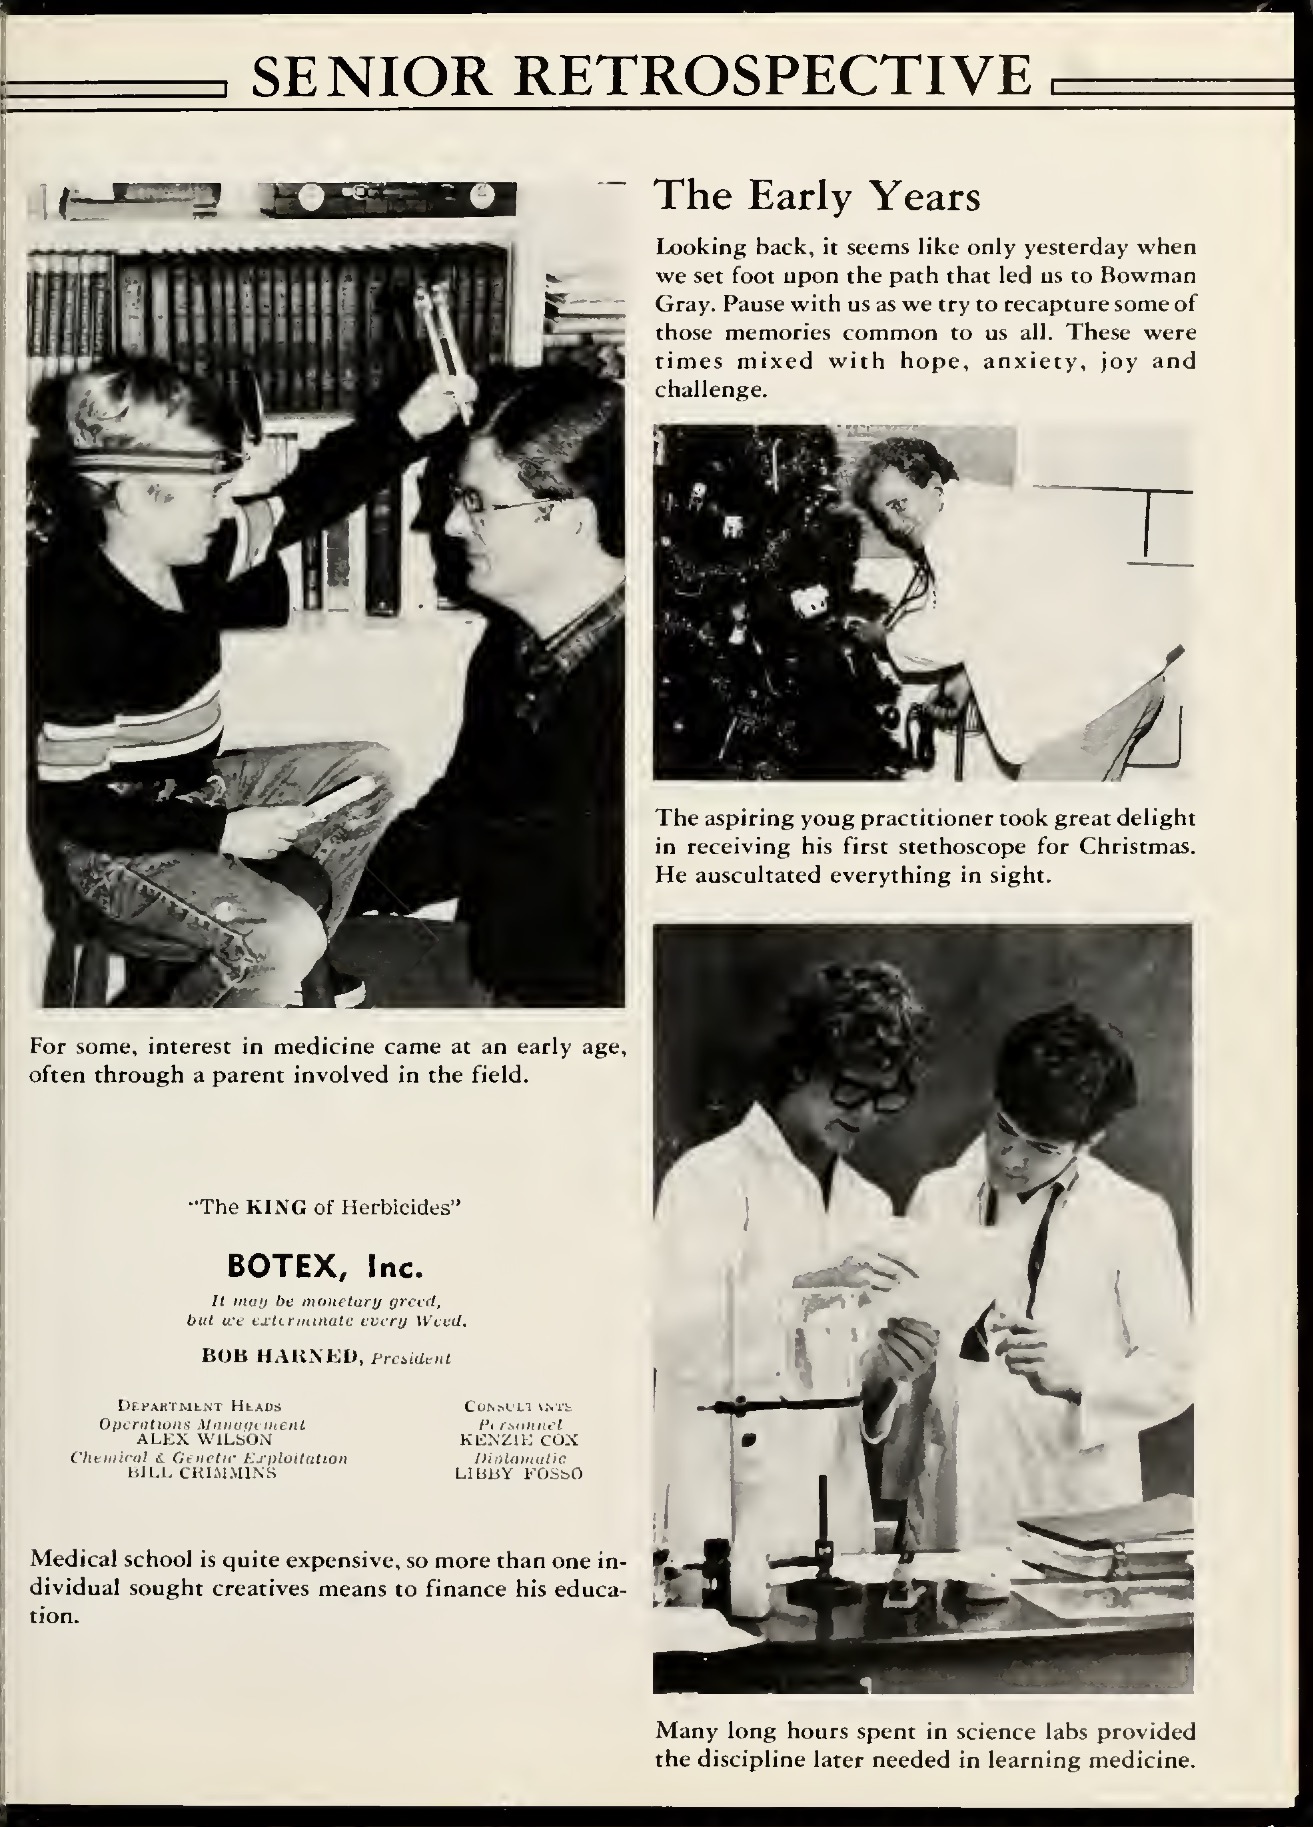 SENIOR RETROSPECTIVE
The Early Years
Looking back, it seems like only yesterday when
we set foot upon the path that led us to Bowman
Gray. Pause with us as we try to recapture some of
those memories common to us all. These were
times mixed with hope, anxiety, joy and
challenge.
The aspiring youg practitioner took great delight
in receiving his first stethoscope for Christmas.
He auscultated everything in sight.
For some, interest in medicine came at an early age,
often through a parent involved in the field.
"The KING of Herbicides"
BOTEX, Inc.
It may be monetary greed,
but we exterminate every Weed.
BOB HARNED, President
DEPARTMENT HEADS
Operations Management
ALEX WILSON
Chemical & Genetic Exploitation
BILL CRIMMINS
CONSULTANTS
Personnel
KENZIE COX
Diplomatic
LIBBY FOSSO
Medical school is quite expensive, so more than one in-
dividual sought creatives means to finance his educa-
tion.
Many long hours spent in science labs provided
the discipline later needed in learning medicine.